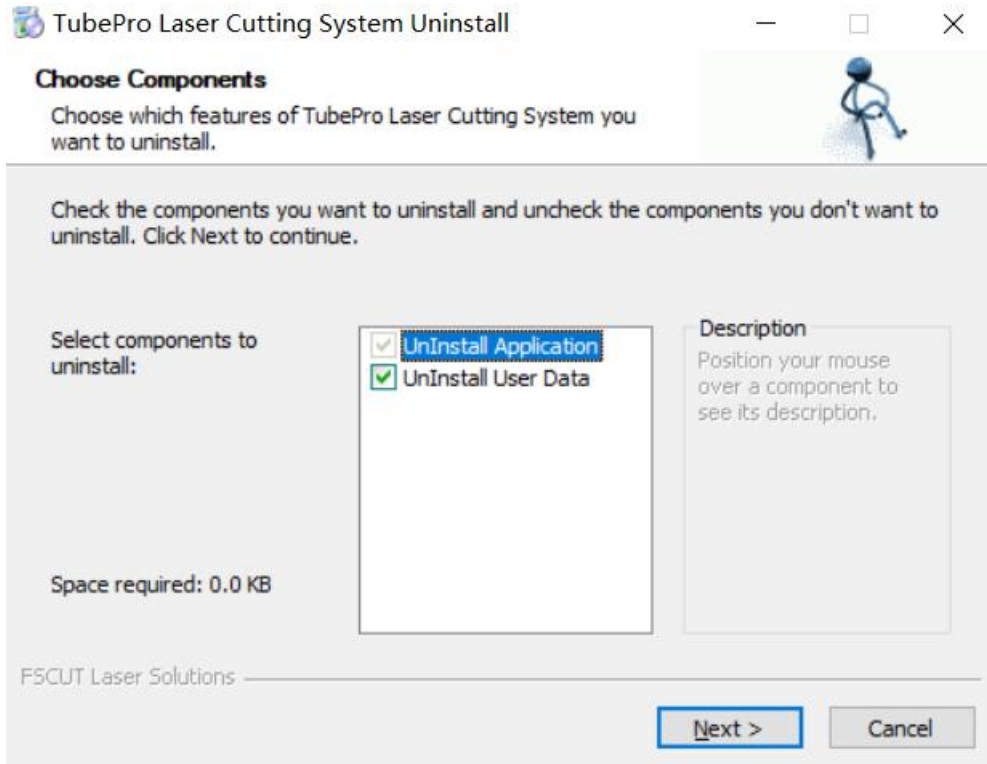 TubePro Laser Cutting System Uninstall
Choose Components
Choose which features of TubePro Laser Cutting System you
want to uninstall.
Check the components you want to uninstall and uncheck the components you don't want to
uninstall. Click Next to continue.
Select components to
uninstall:
UnInstall Application
UnInstall User Data
Description
Position your mouse
over a component to
see its description.
Space required: 0.0 KB
FSCUT Laser Solutions
Next >
Cancel